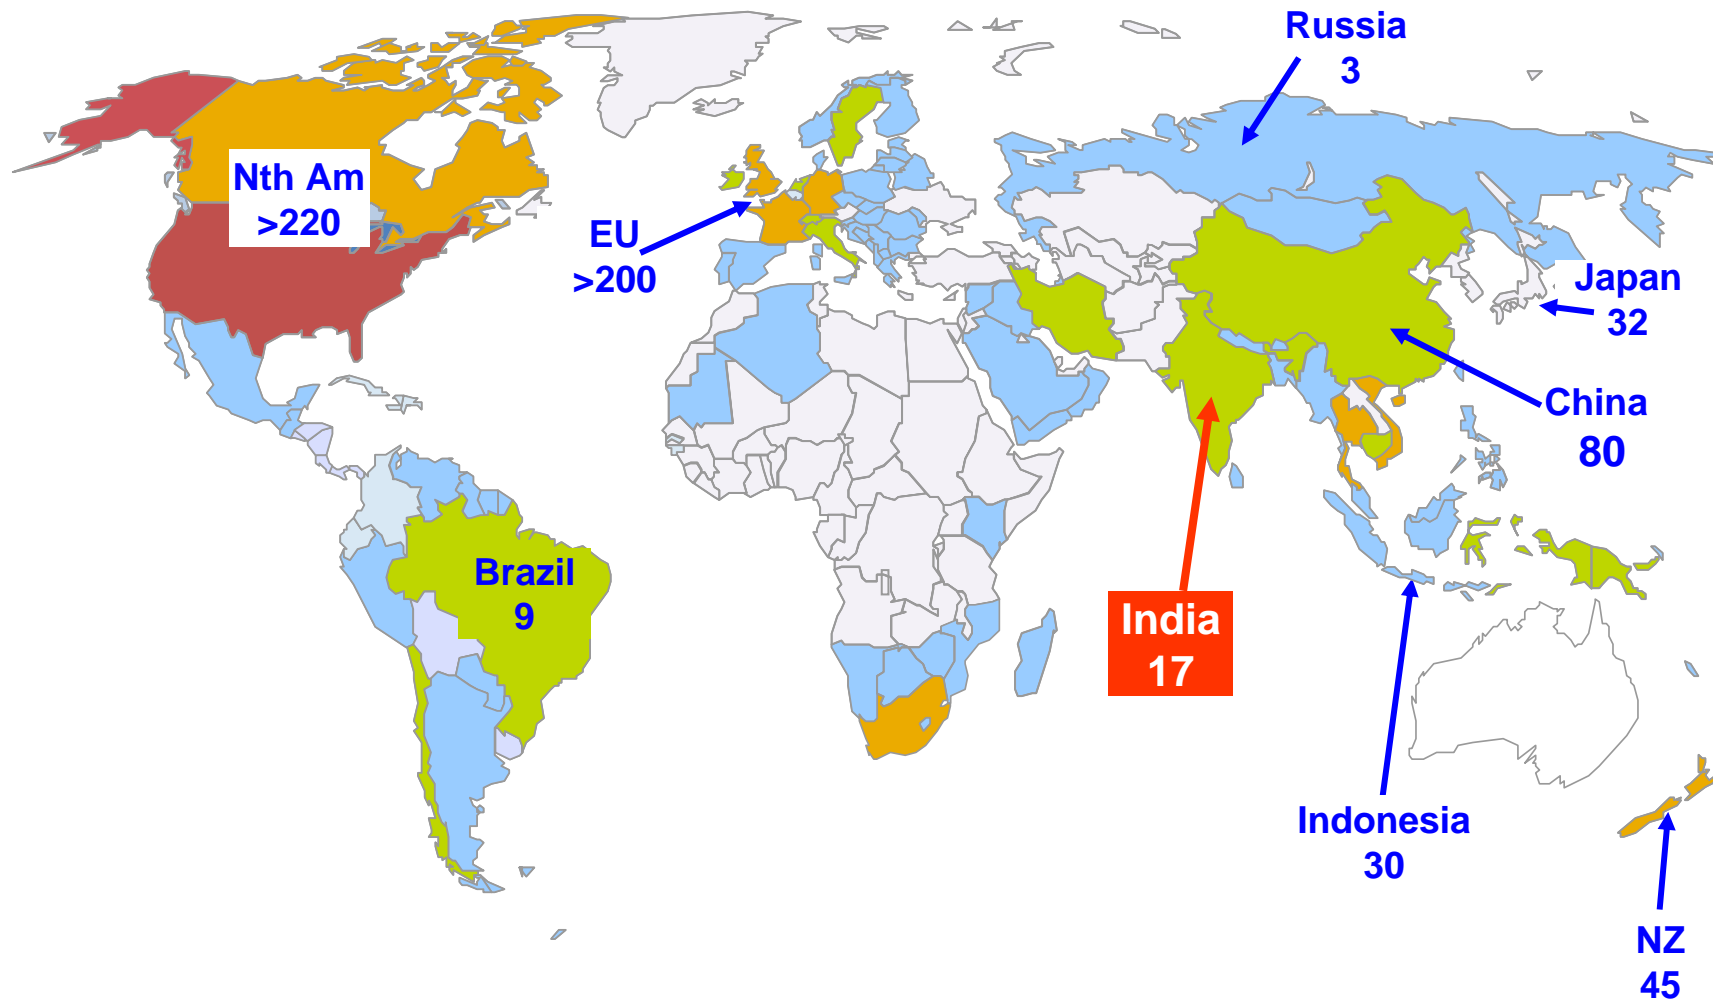 Russia
3
Nth Am
>220
EU
>200
Japan
32
China
80
Brazil
9
India
17
Indonesia
30
NZ
45